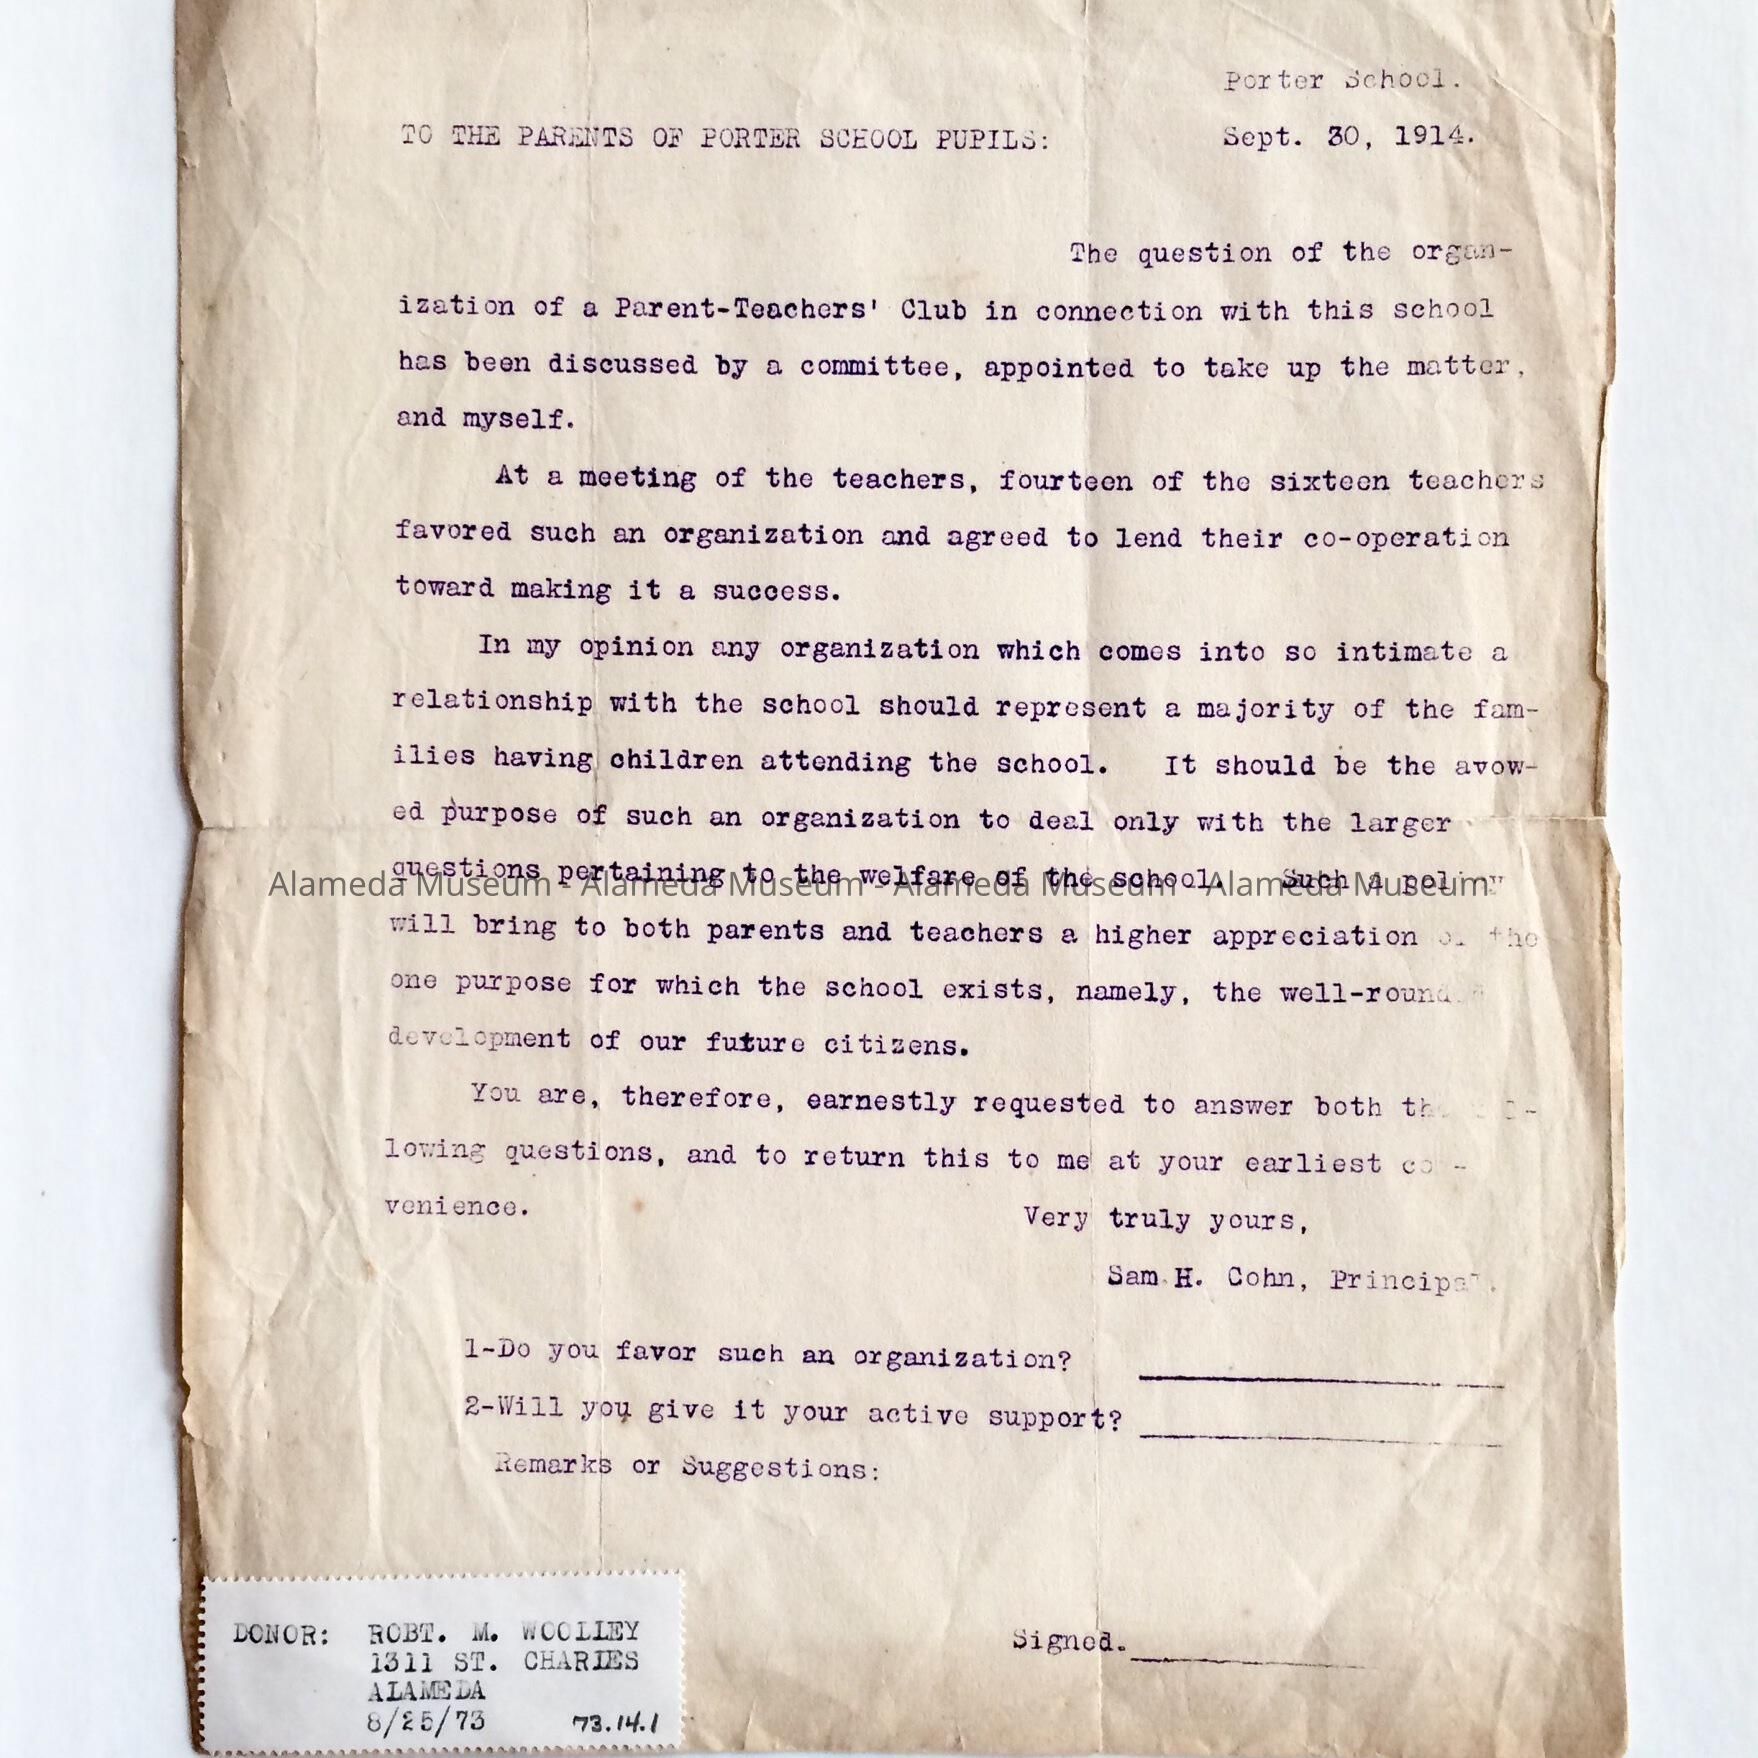 Porter School.
TO THE PARENTS OF PORTER SCHOOL PUPILS: Sept. 30, 1914.
The question of the organ-
ization of a Parent-Teachers' Club in connection with this school
has been discussed by a committee, appointed to take up the matter,
and myself.
At a meeting of the teachers, fourteen of the sixteen teachers
favored such an organization and agreed to lend their co-operation
toward making it a success.
In my opinion any organization which comes into so intimate a
relationship with the school should represent a majority of the fam-
ilies having children attending the school. It should be the avow-
ed purpose of such an organization to deal only with the larger
questions pertaining to the welfare of the school. Such a policy
Alameda Museum - Alameda Museum - Alameda Museum - Alameda Museum
will bring to both parents and teachers a higher appreciation of the
one purpose for which the school exists, namely, the well-rounded
development of our future citizens.
You are, therefore, earnestly requested to answer both
lowing questions, and to return this to me at your earliest con-
venience.
Very truly yours,
Sam H. Cohn, Principal.
1-Do you favor such an organization?
2-Will you give it your active support?
Remarks or Suggestions:
Signed.
DONOR: ROBT. M. WOOLLEY
1311 ST. CHARLES
ALAMEDA
8/25/73 73.14.1